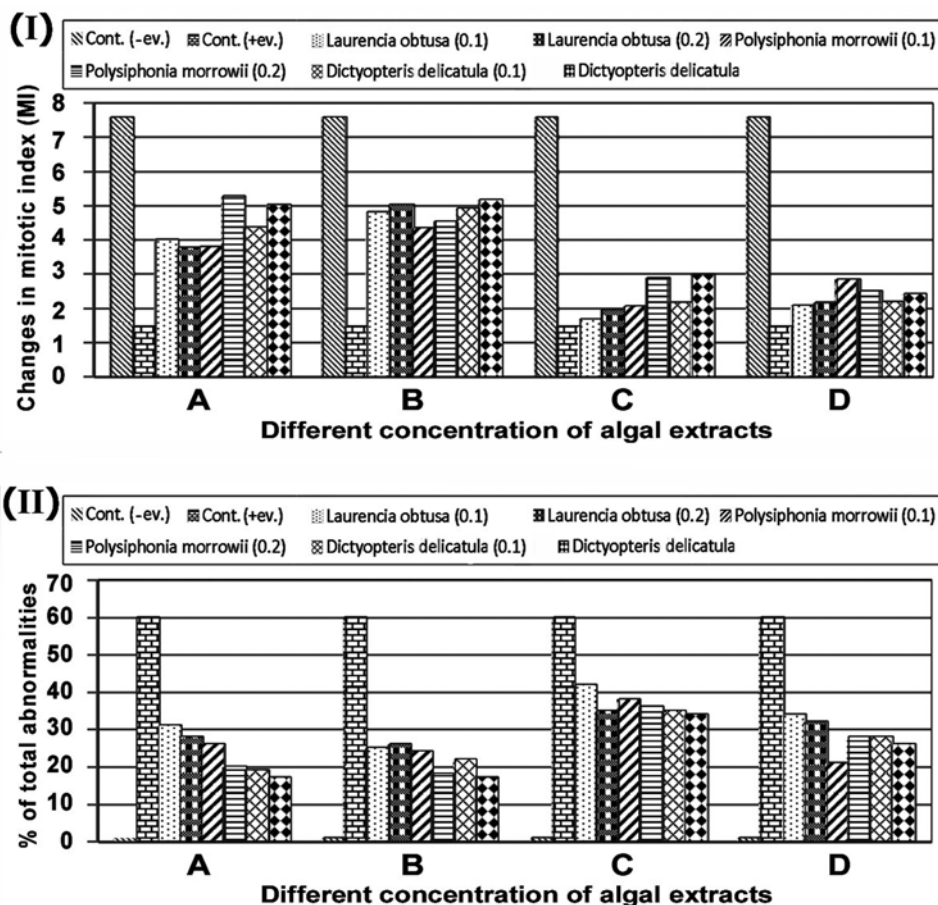 (I)
Cont. (-ev.) Cont. (+ev.) Laurencia obtusa (0.1) Laurencia obtusa (0.2) Polysiphonia morrowii (0.1)
Polysiphonia morrowii (0.2) Dictyopteris delicatula (0.1) Dictyopteris delicatula
Changes in mitotic index (MI)
8
7
6
5
4
3
2
1
0
A B C D
Different concentration of algal extracts
(II)
Cont. (-ev.) Cont. (+ev.) Laurencia obtusa (0.1) Laurencia obtusa (0.2) Polysiphonia morrowii (0.1)
Polysiphonia morrowii (0.2) Dictyopteris delicatula (0.1) Dictyopteris delicatula
% of total abnormalities
70
60
50
40
30
20
10
0
A B C D
Different concentration of algal extracts